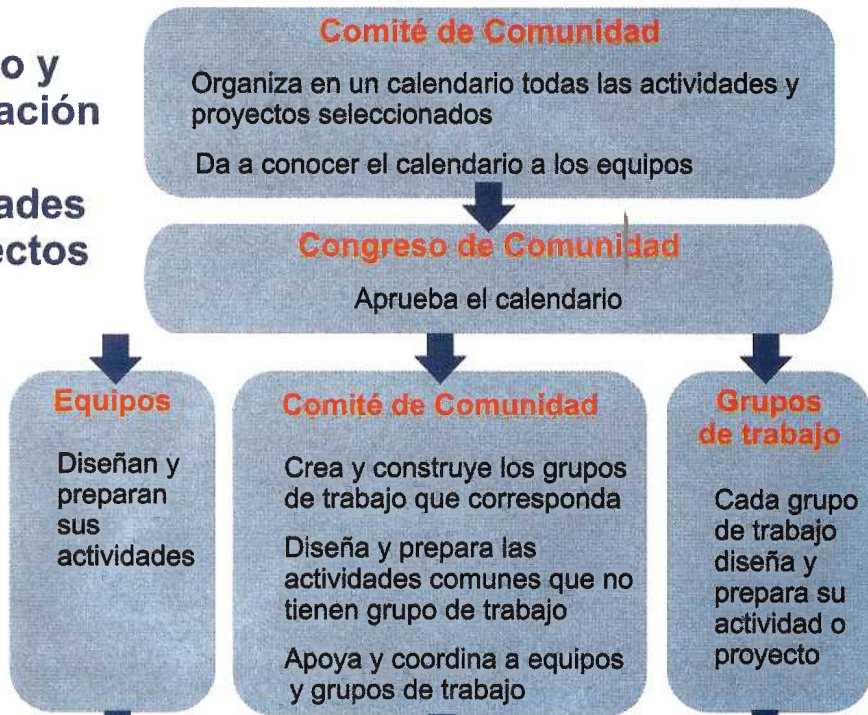 o y
ación
ades
ectos
Comité de Comunidad
Organiza en un calendario todas las actividades y
proyectos seleccionados
Da a conocer el calendario a los equipos
Congreso de Comunidad
Aprueba el calendario
Equipos
Diseñan y
preparan
sus
actividades
Comité de Comunidad
Crea y construye los grupos
de trabajo que corresponda
Diseña y prepara las
actividades comunes que no
tienen grupo de trabajo
Apoya y coordina a equipos
y grupos de trabajo
Grupos
de trabajo
Cada grupo
de trabajo
diseña y
prepara su
actividad o
proyecto